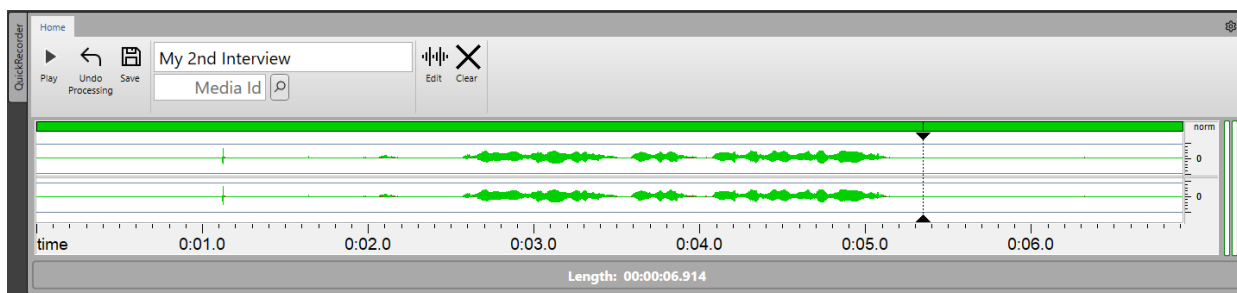 QuickRecorder
Home
Play
Undo
Processing
Save
My 2nd Interview
Media Id
Edit
Clear
norm
0
0
time 0:01.0 0:02.0 0:03.0 0:04.0 0:05.0 0:06.0
Length: 00:00:06.914